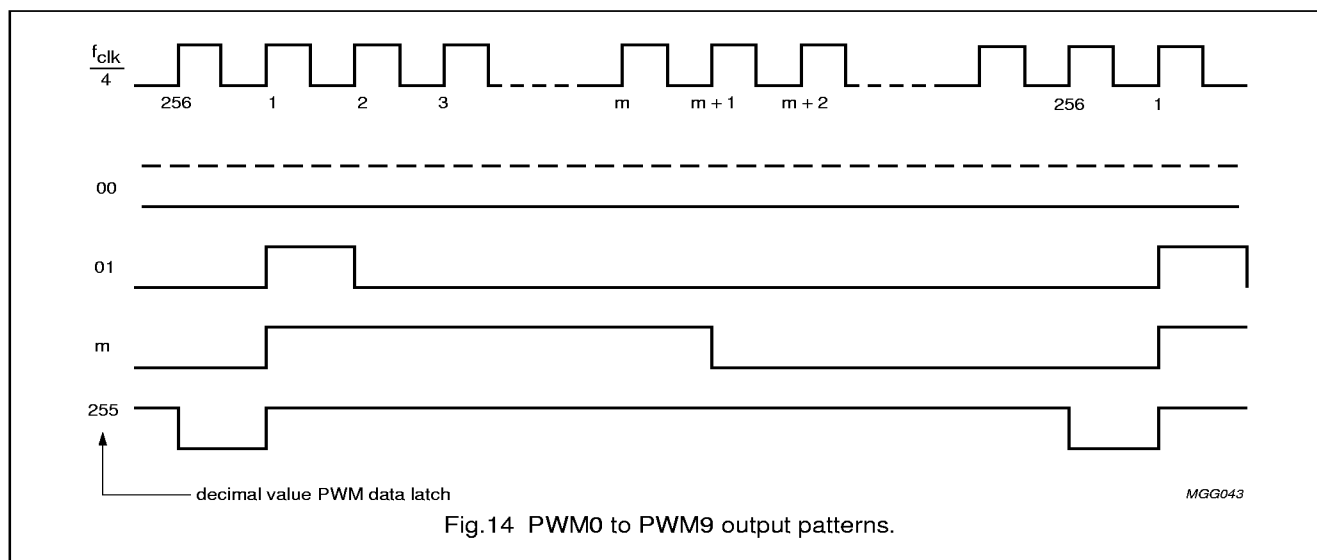 fclk
4
256 1 2 3 m m + 1 m + 2 256 1
00
01
m
255
decimal value PWM data latch
MGG043
Fig.14 PWM0 to PWM9 output patterns.